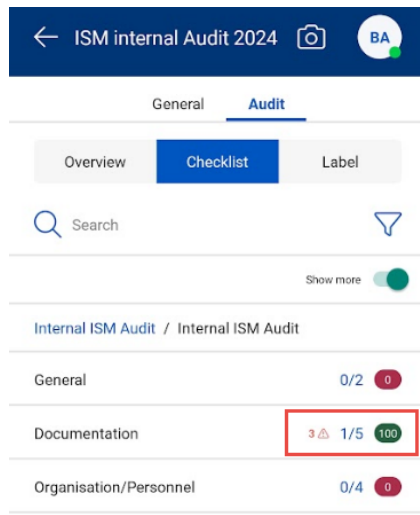 ISM internal Audit 2024 BA
General Audit
Overview Checklist Label
Search
Show more
Internal ISM Audit / Internal ISM Audit
General 0/2 0
Documentation 3 1/5 100
Organisation/Personnel 0/4 0